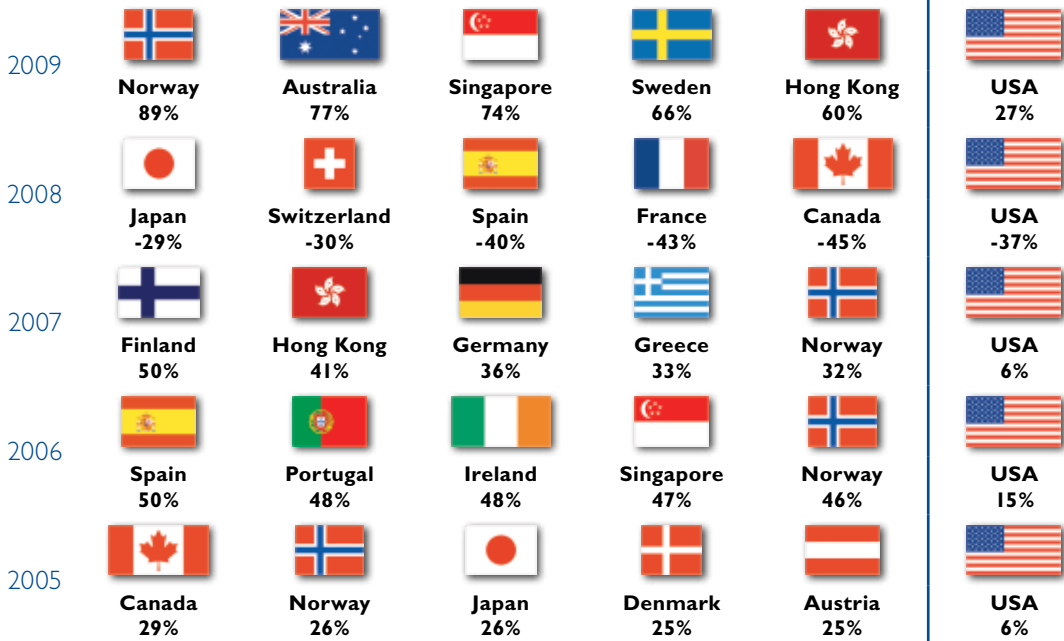 2009
Norway Australia Singapore Sweden Hong Kong USA
89% 77% 74% 66% 60% 27%
2008
Japan Switzerland Spain France Canada USA
-29% -30% -40% -43% -45% -37%
2007
Finland Hong Kong Germany Greece Norway USA
50% 41% 36% 33% 32% 6%
2006
Spain Portugal Ireland Singapore Norway USA
50% 48% 48% 47% 46% 15%
2005
Canada Norway Japan Denmark Austria USA
29% 26% 26% 25% 25% 6%